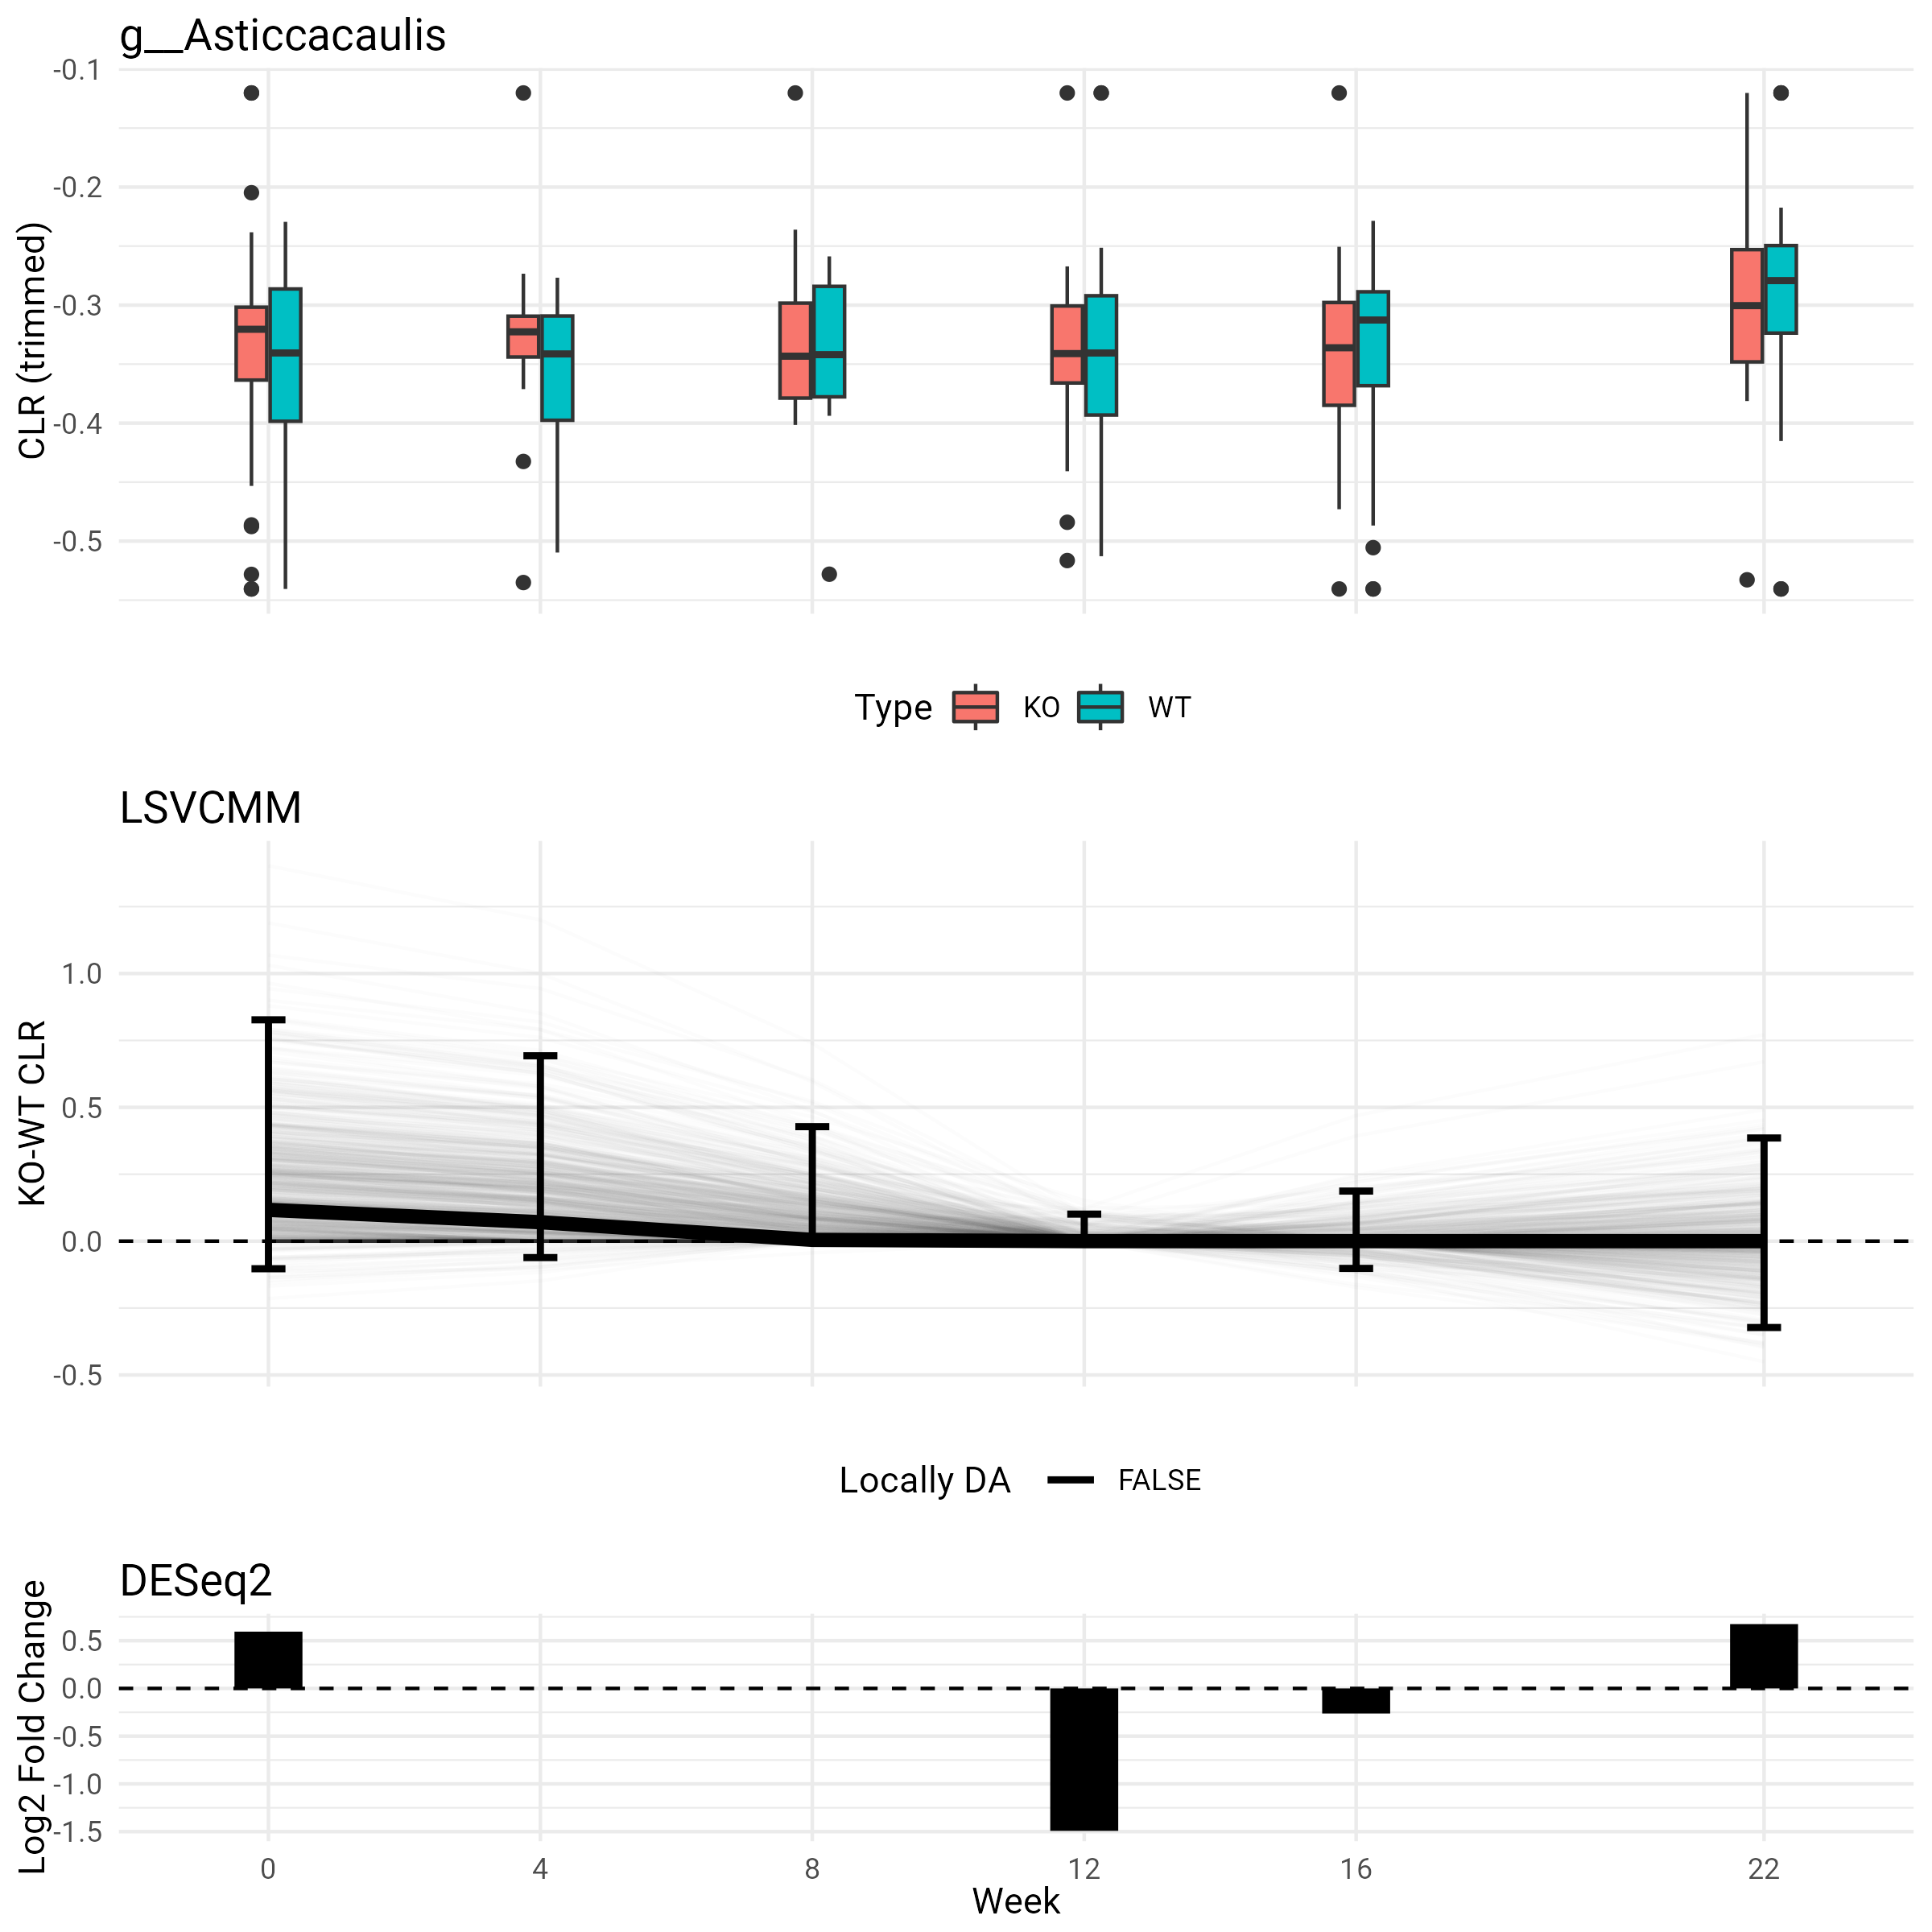 g__Asticcacaulis
CLR (trimmed)
-0.1
-0.2
-0.3
-0.4
-0.5
Type KO WT
LSVCMM
KO-WT CLR
1.0
0.5
0.0
-0.5
Locally DA FALSE
DESeq2
Log2 Fold Change
0.5
0.0
-0.5
-1.0
-1.5
0 4 8 12 16 22
Week